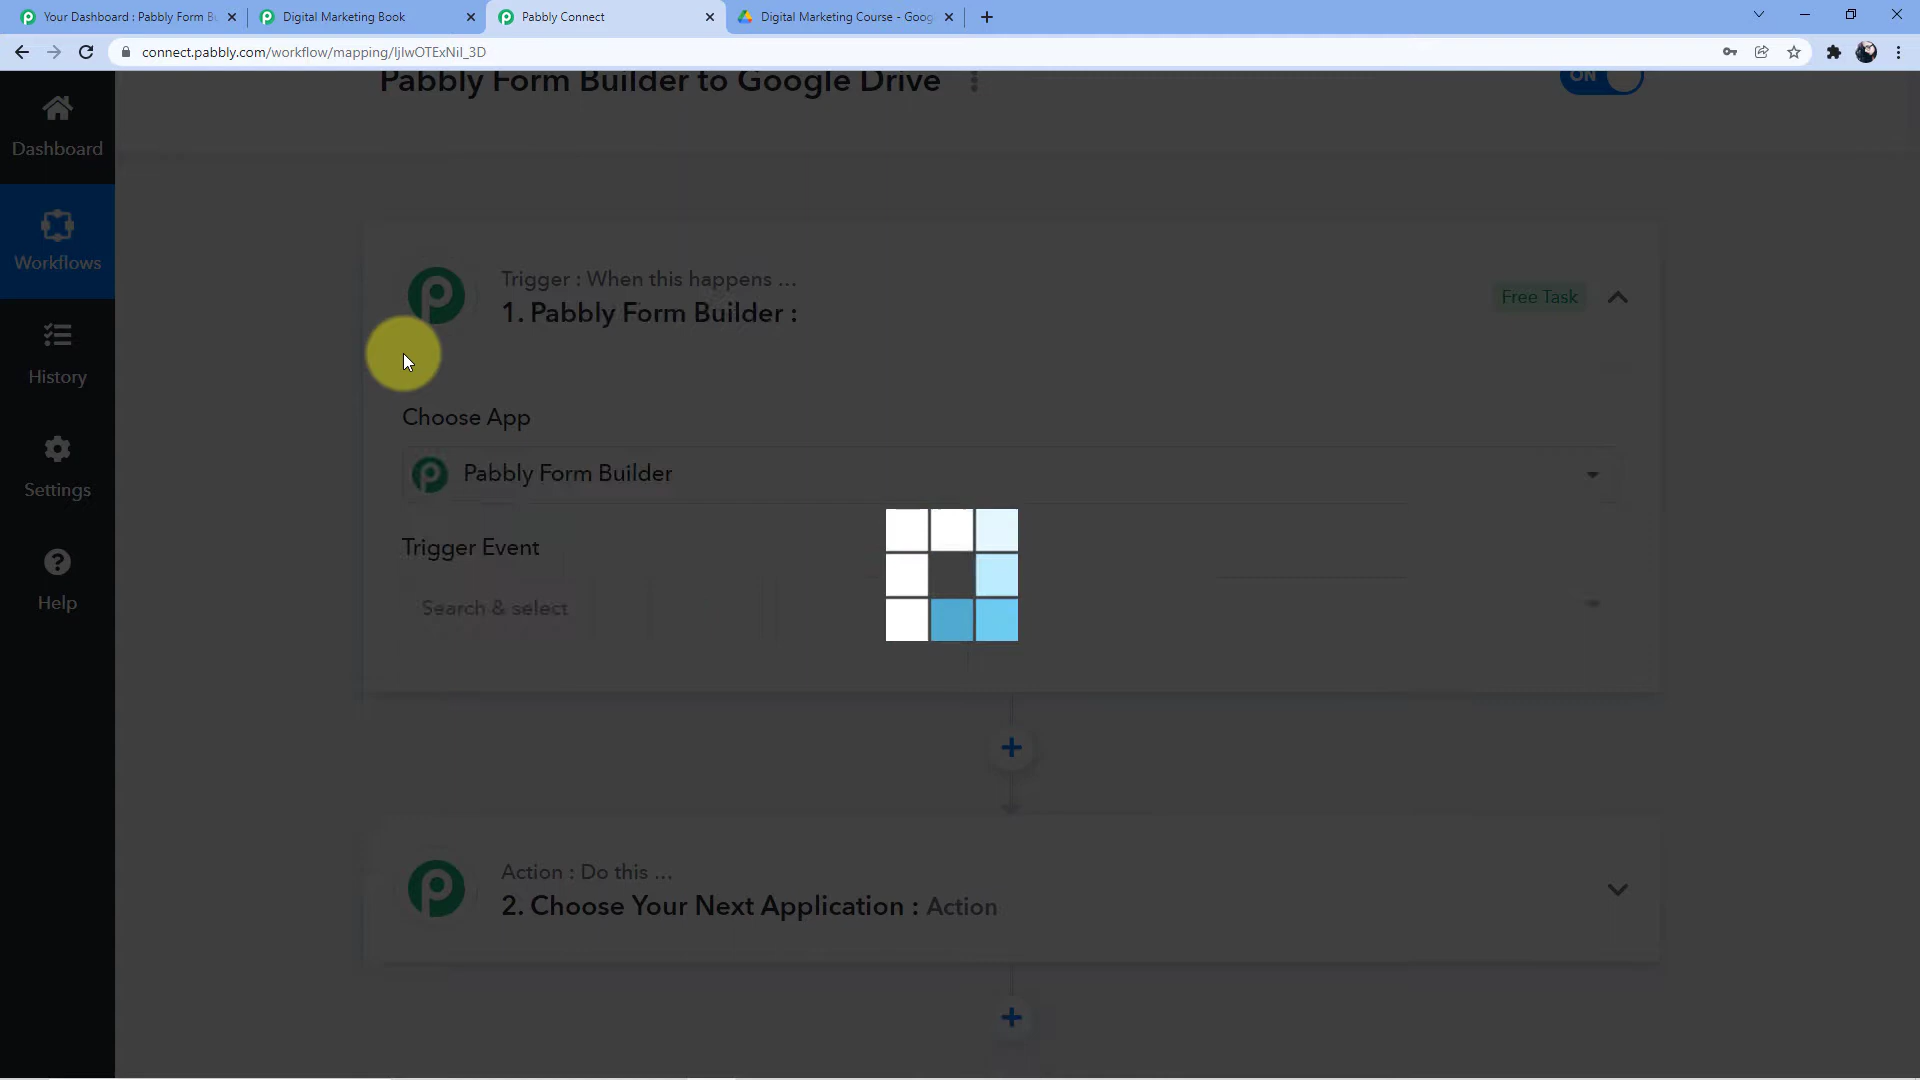 Your Dashboard : Pabbly Form Bu
Digital Marketing Book
Pabbly Connect
Digital Marketing Course - Goog
connect.pabbly.com/workflow/mapping/IjIwOTExNiI_3D
Pabbly Form Builder to Google Drive
ON
Dashboard
Workflows
History
Settings
Help
Trigger : When this happens ...
1. Pabbly Form Builder :
Free Task
Choose App
Pabbly Form Builder
Trigger Event
Search & select
Action : Do this ...
2. Choose Your Next Application : Action